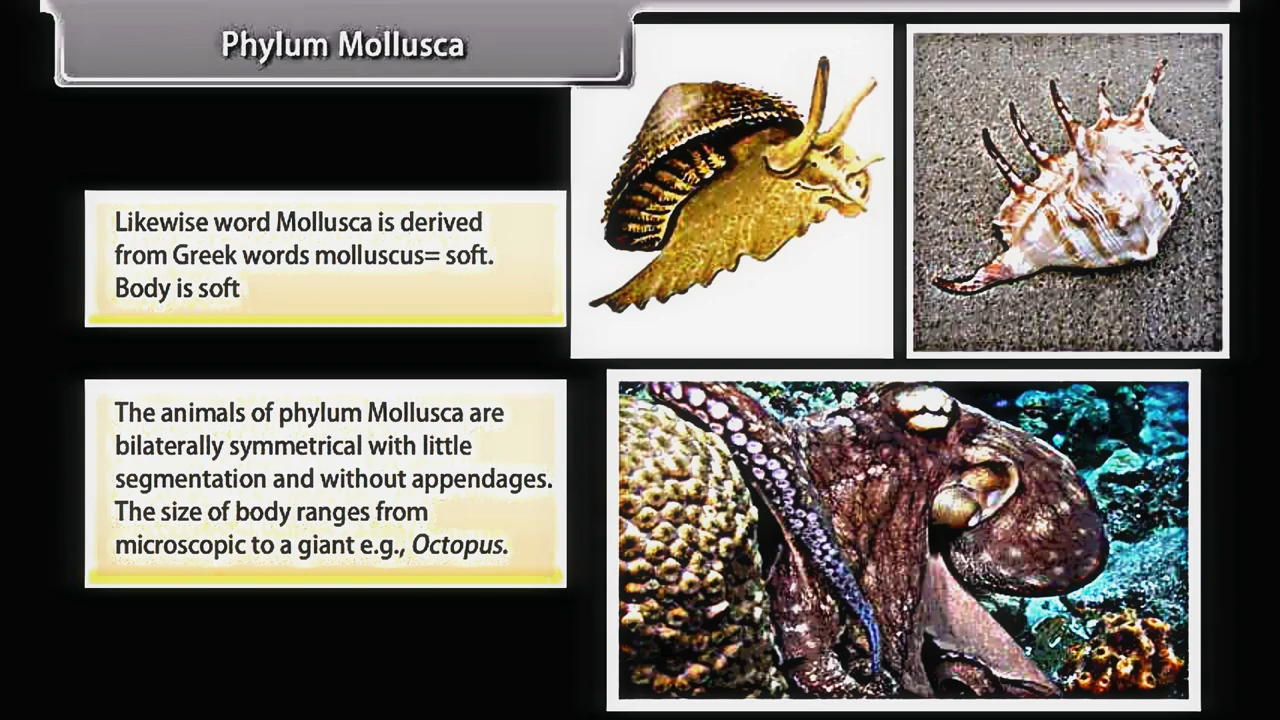 Phylum Mollusca
Likewise word Mollusca is derived
from Greek words molluscus= soft.
Body is soft
The animals of phylum Mollusca are
bilaterally symmetrical with little
segmentation and without appendages.
The size of body ranges from
microscopic to a giant e.g., Octopus.